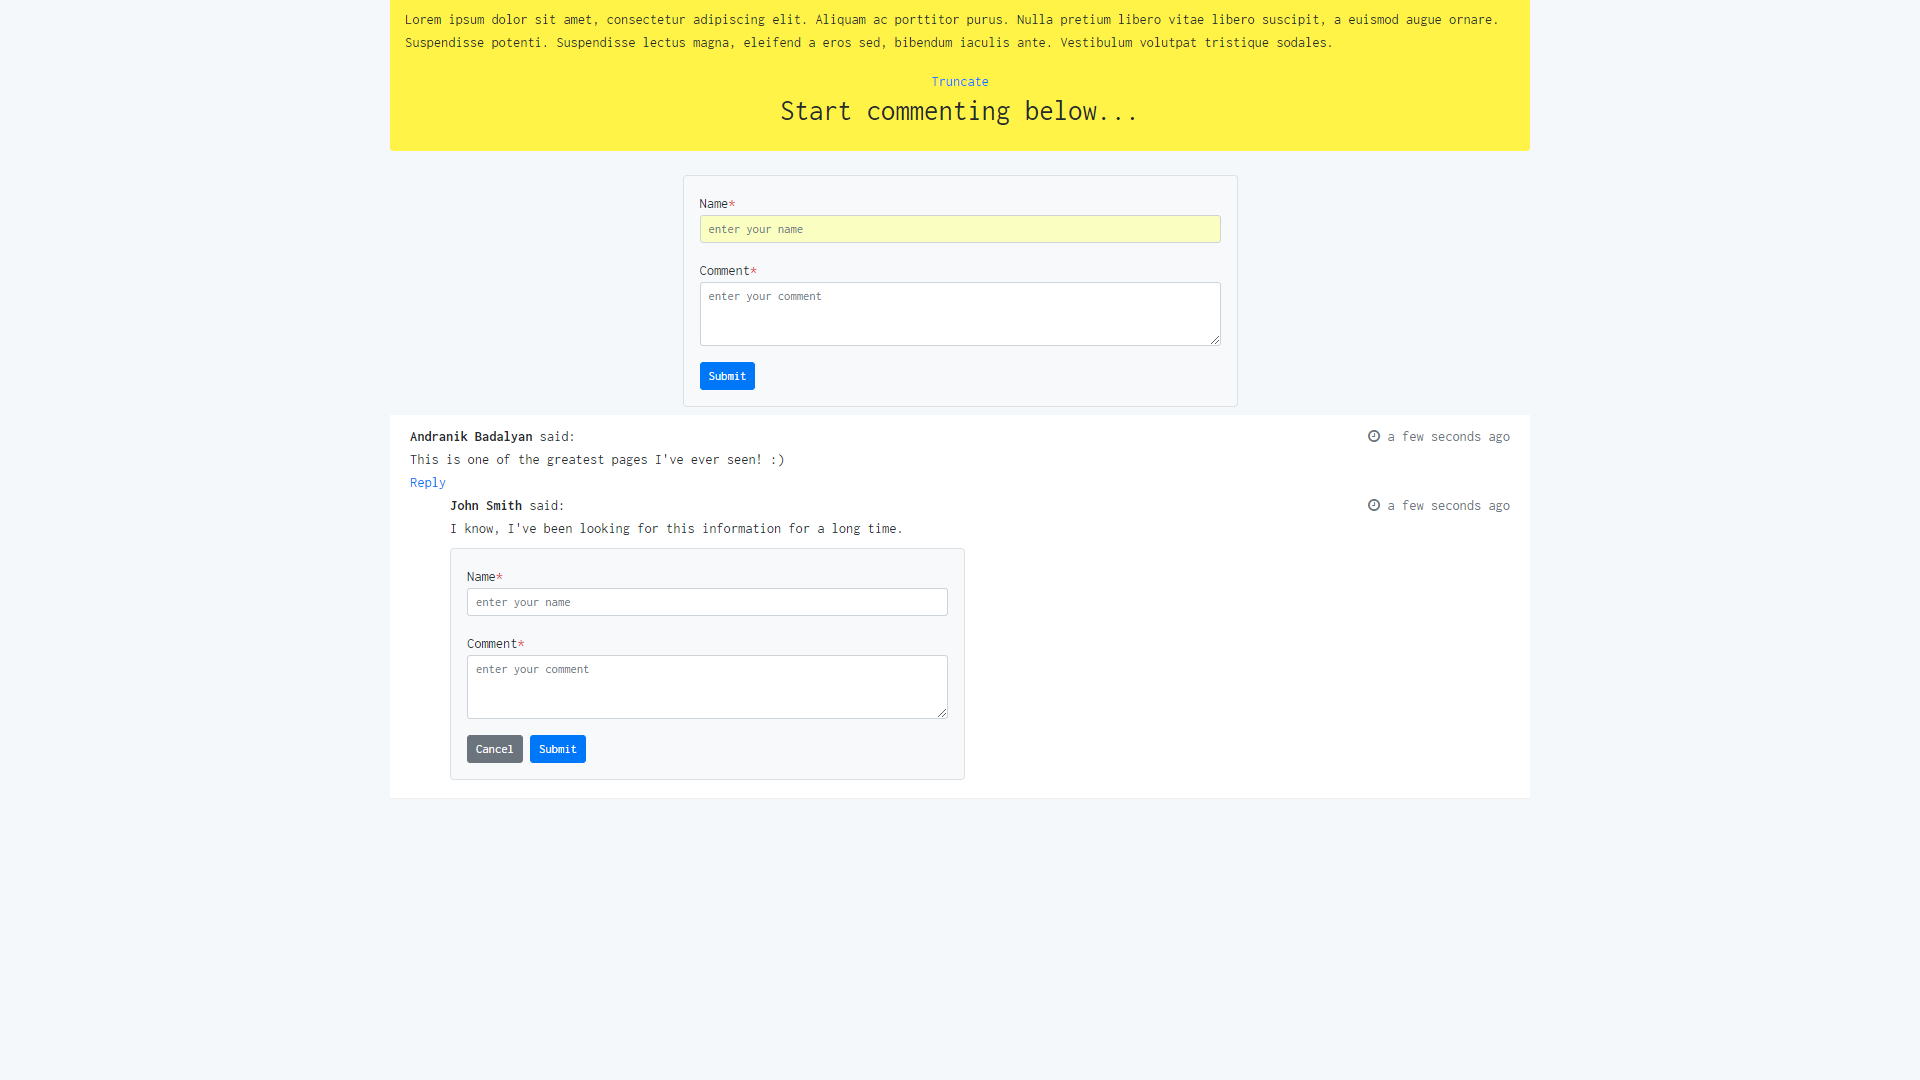 Lorem ipsum dolor sit amet, consectetur adipiscing elit. Aliquam ac porttitor purus. Nulla pretium libero vitae libero suscipit, a euismod augue ornare.
Suspendisse potenti. Suspendisse lectus magna, eleifend a eros sed, bibendum iaculis ante. Vestibulum volutpat tristique sodales.
Truncate
Start commenting below...
Name*
enter your name
Comment*
enter your comment
Submit
Andranik Badalyan said: a few seconds ago
This is one of the greatest pages I've ever seen! :)
Reply
John Smith said: a few seconds ago
I know, I've been looking for this information for a long time.
Name*
enter your name
Comment*
enter your comment
Cancel Submit